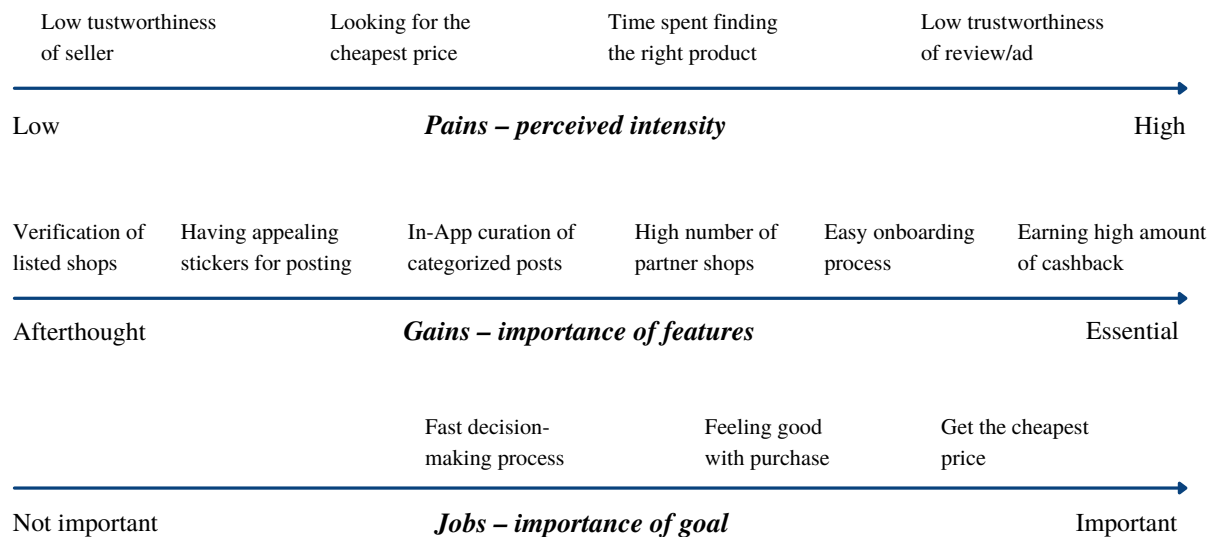 Low tustworthiness Looking for the Time spent finding Low trustworthiness
of seller cheapest price the right product of review/ad
Low Pains – perceived intensity High
Verification of Having appealing In-App curation of High number of Easy onboarding Earning high amount
listed shops stickers for posting categorized posts partner shops process of cashback
Afterthought Gains – importance of features Essential
Fast decision- Feeling good Get the cheapest
making process with purchase price
Not important Jobs – importance of goal Important